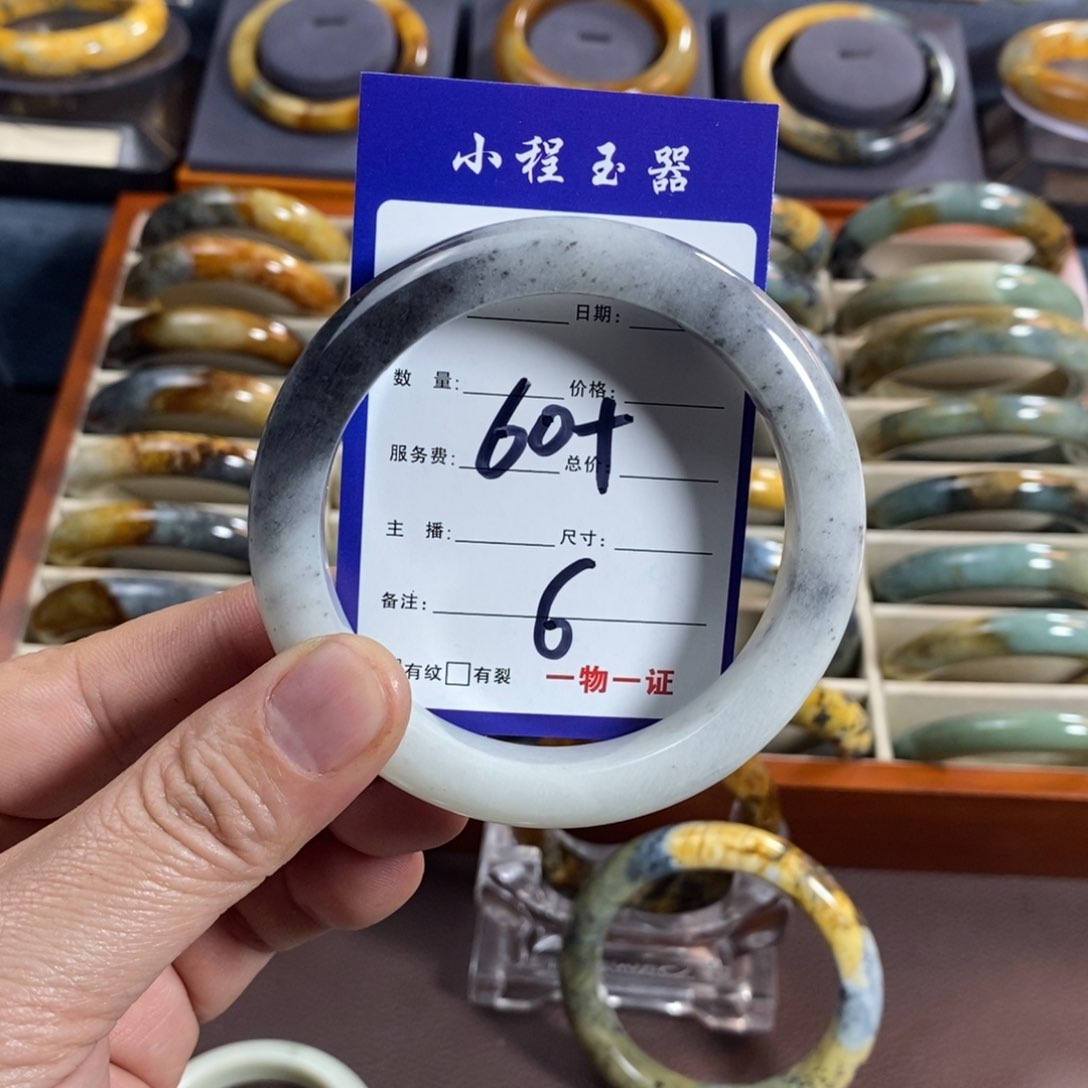 小程玉器
日期:
数 量: 价格:
60+
服务费: 总价:
主 播: 尺寸:
6
备注:
有纹□有裂 一物一证